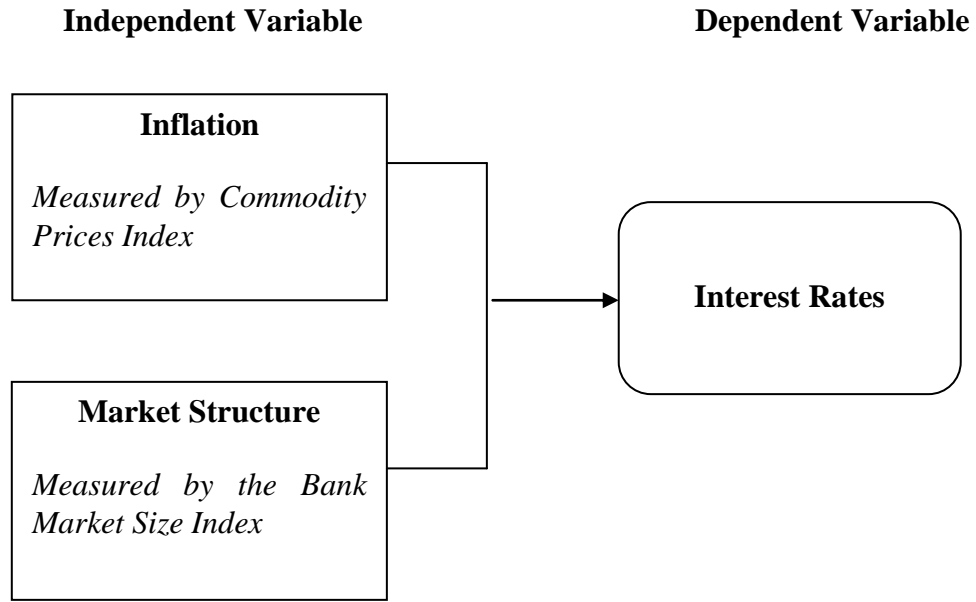 Independent Variable
Dependent Variable
Inflation
Measured by Commodity
Prices Index
Interest Rates
Market Structure
Measured by the Bank
Market Size Index